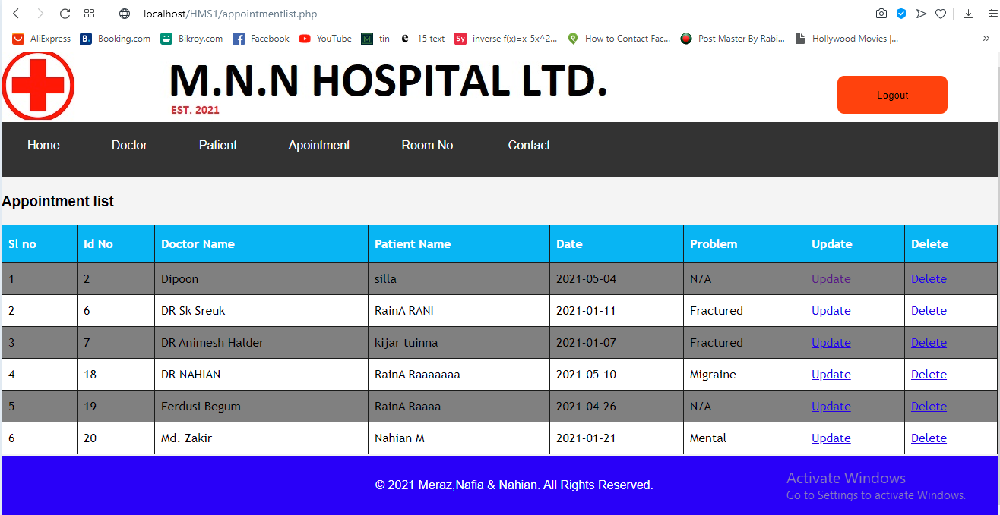 localhost/HMS1/appointmentlist.php
AliExpress Booking.com Bikroy.com Facebook YouTube tin 15 text inverse f(x)=x-5x^2... How to Contact Fac... Post Master By Rabi... Hollywood Movies |...
M.N.N HOSPITAL LTD.
EST. 2021
Logout
Home Doctor Patient Apointment Room No. Contact
Appointment list
Sl no Id No Doctor Name Patient Name Date Problem Update Delete
1 2 Dipoon silla 2021-05-04 N/A Update Delete
2 6 DR Sk Sreuk RainA RANI 2021-01-11 Fractured Update Delete
3 7 DR Animesh Halder kijar tuinna 2021-01-07 Fractured Update Delete
4 18 DR NAHIAN RainA Raaaaaaa 2021-05-10 Migraine Update Delete
5 19 Ferdusi Begum RainA Raaaa 2021-04-26 N/A Update Delete
6 20 Md. Zakir Nahian M 2021-01-21 Mental Update Delete
© 2021 Meraz,Nafia & Nahian. All Rights Reserved.
Activate Windows
Go to Settings to activate Windows.